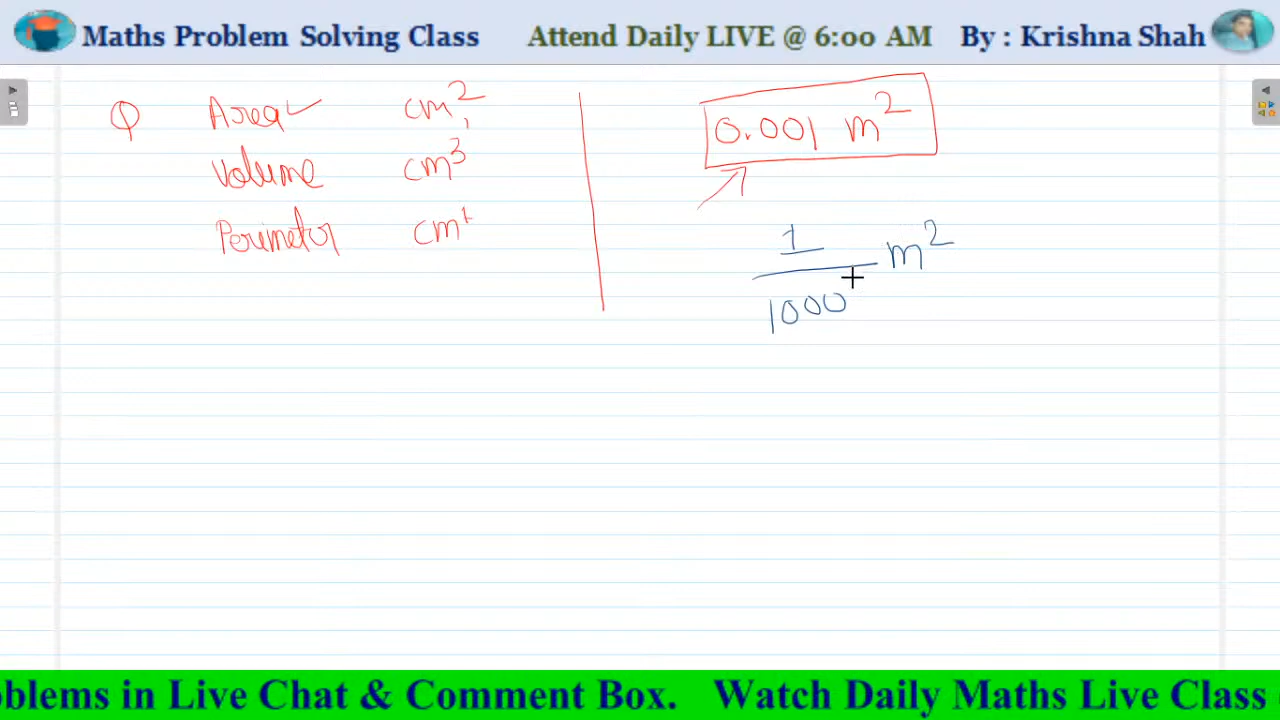 Maths Problem Solving Class Attend Daily LIVE @ 6:00 AM By : Krishna Shah
Q Area cm²
Volume cm³
Perimeter cm¹
0.001 m²
1
1000
m²
oblems in Live Chat & Comment Box. Watch Daily Maths Live Class